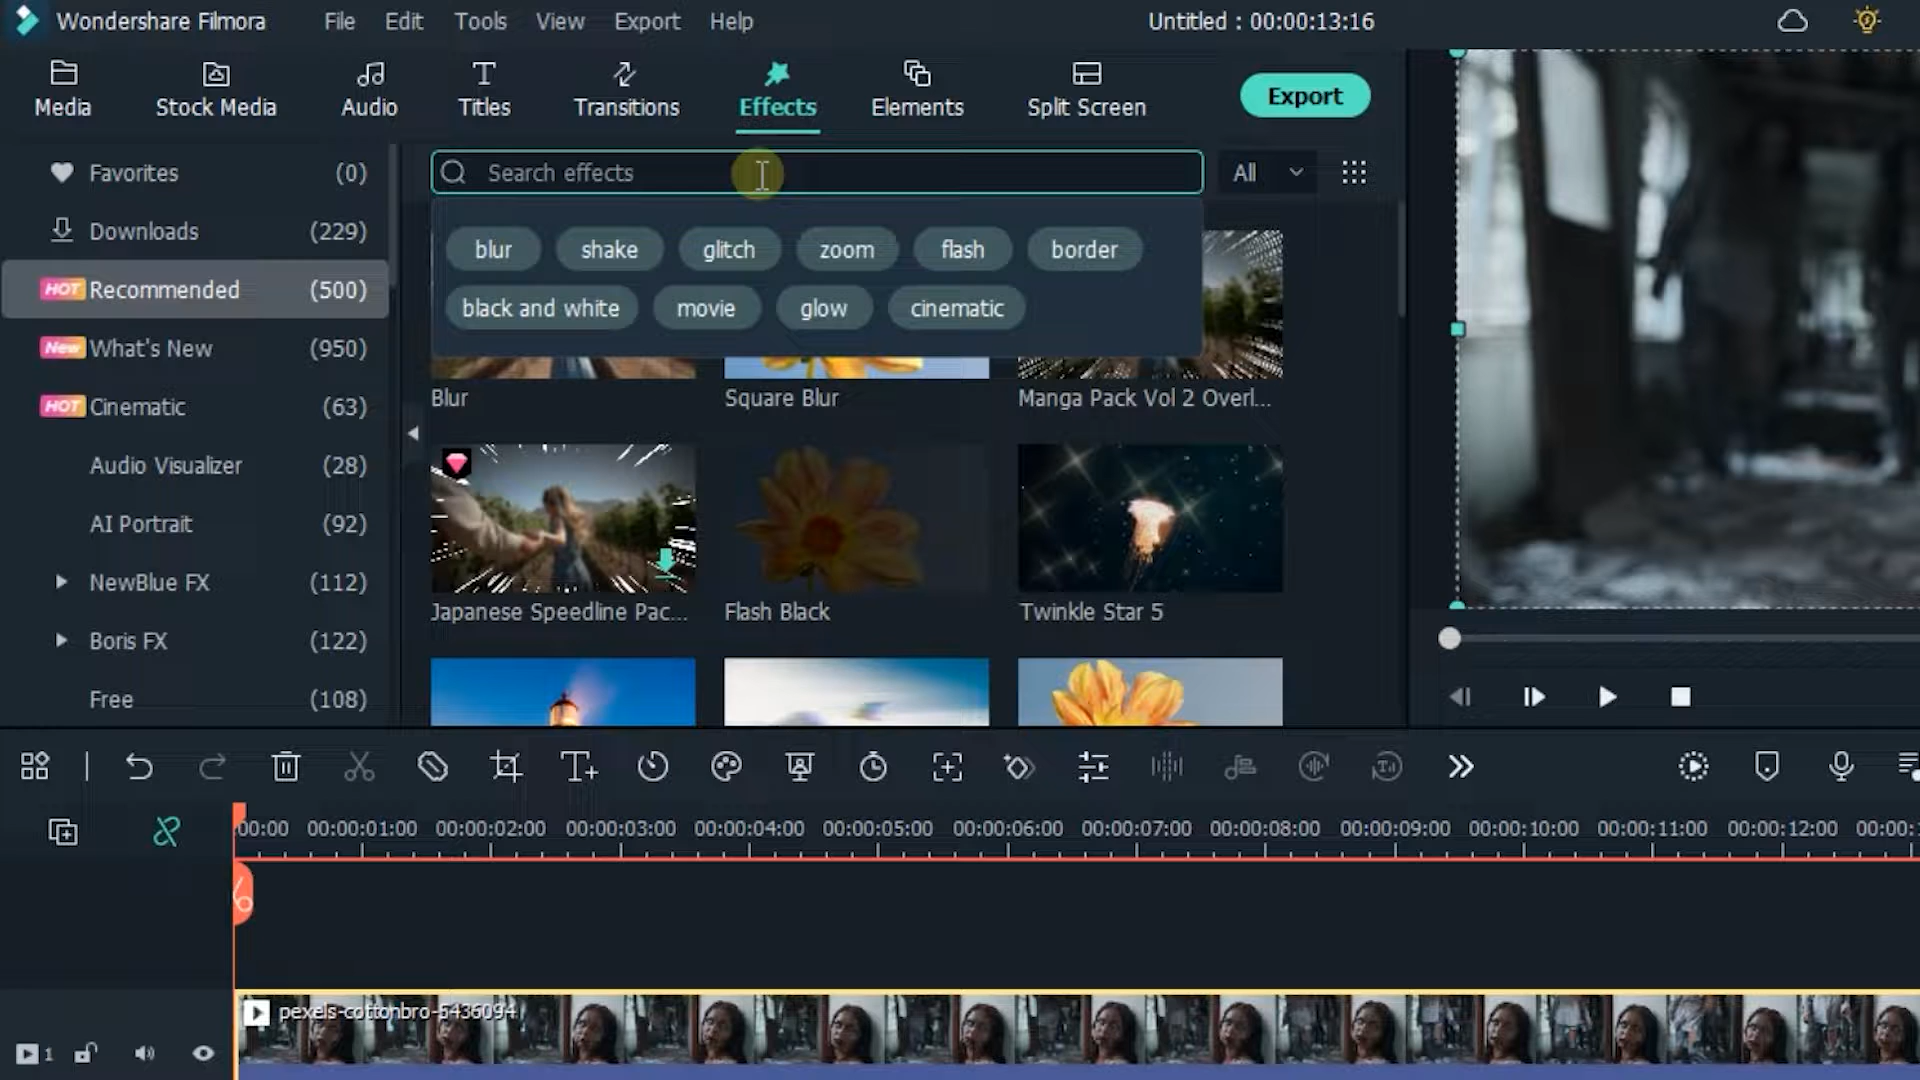 Wondershare Filmora File Edit Tools View Export Help Untitled : 00:00:13:16
Media Stock Media Audio Titles Transitions Effects Elements Split Screen Export
Favorites (0)
Downloads (229)
HOT Recommended (500)
New What's New (950)
HOT Cinematic (63)
Audio Visualizer (28)
AI Portrait (92)
NewBlue FX (112)
Boris FX (122)
Free (108)
Search effects All
blur shake glitch zoom flash border
black and white movie glow cinematic
Blur Square Blur Manga Pack Vol 2 Overl...
Japanese Speedline Pac... Flash Black Twinkle Star 5
:00:00 00:00:01:00 00:00:02:00 00:00:03:00 00:00:04:00 00:00:05:00 00:00:06:00 00:00:07:00 00:00:08:00 00:00:09:00 00:00:10:00 00:00:11:00 00:00:12:00 00:00:
pexels-cottonbro-5436094
1